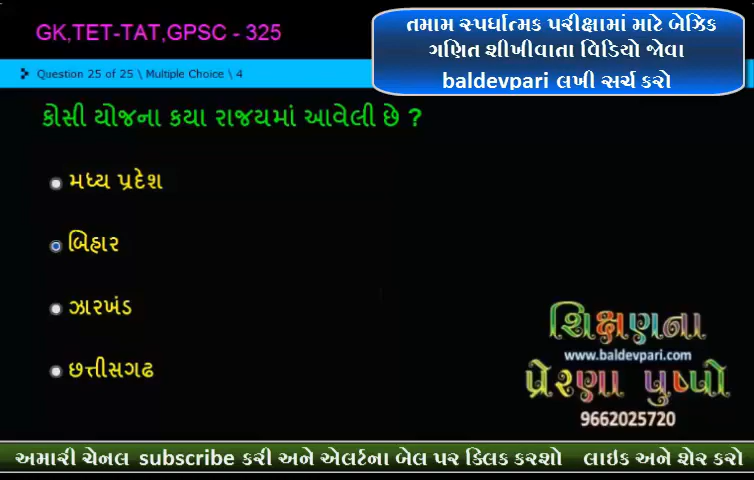 GK,TET-TAT,GPSC - 325
તમામ સ્પર્ધાત્મક પરીક્ષામાં માટે બેઝિક
ગણિત શીખીવાતા વિડિયો જોવા
baldevpari લખી સર્ચ કરો
Question 25 of 25 \ Multiple Choice \ 4
કોસી યોજના કયા રાજયમાં આવેલી છે ?
મધ્ય પ્રદેશ
બિહાર
ઝારખંડ
છત્તીસગઢ
શિક્ષણના
www.baldevpari.com
પ્રેરણા પુષ્પો
9662025720
અમારી ચેનલ subscribe કરી અને એલર્ટના બેલ પર ક્લિક કરશો લાઇક અને શેર કરો